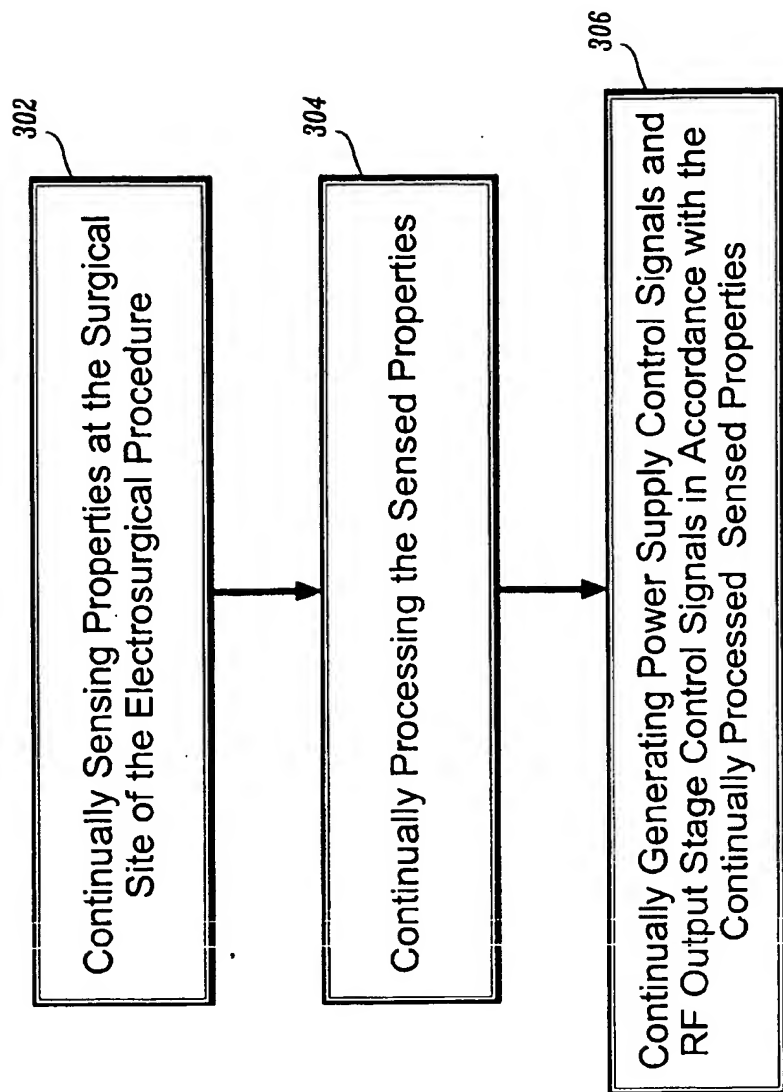 302
Continually Sensing Properties at the Surgical
Site of the Electrosurgical Procedure
304
Continually Processing the Sensed Properties
306
Continually Generating Power Supply Control Signals and
RF Output Stage Control Signals in Accordance with the
Continually Processed Sensed Properties